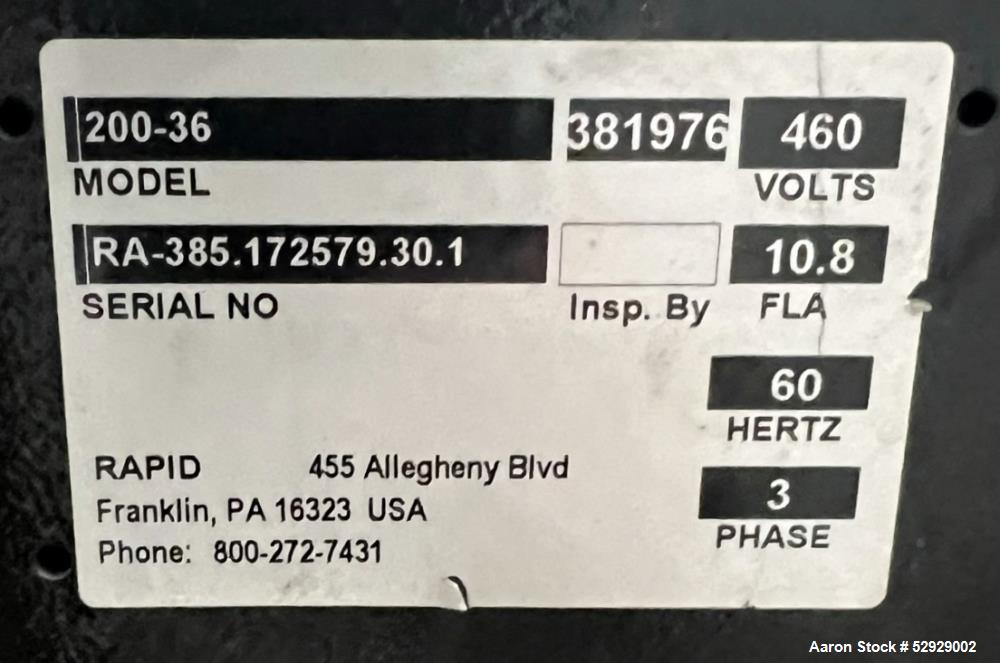 200-36 381976 460
MODEL VOLTS
RA-385.172579.30.1 10.8
SERIAL NO Insp. By FLA
60
HERTZ
RAPID 455 Allegheny Blvd
3
Franklin, PA 16323 USA
PHASE
Phone: 800-272-7431
Aaron Stock # 52929002